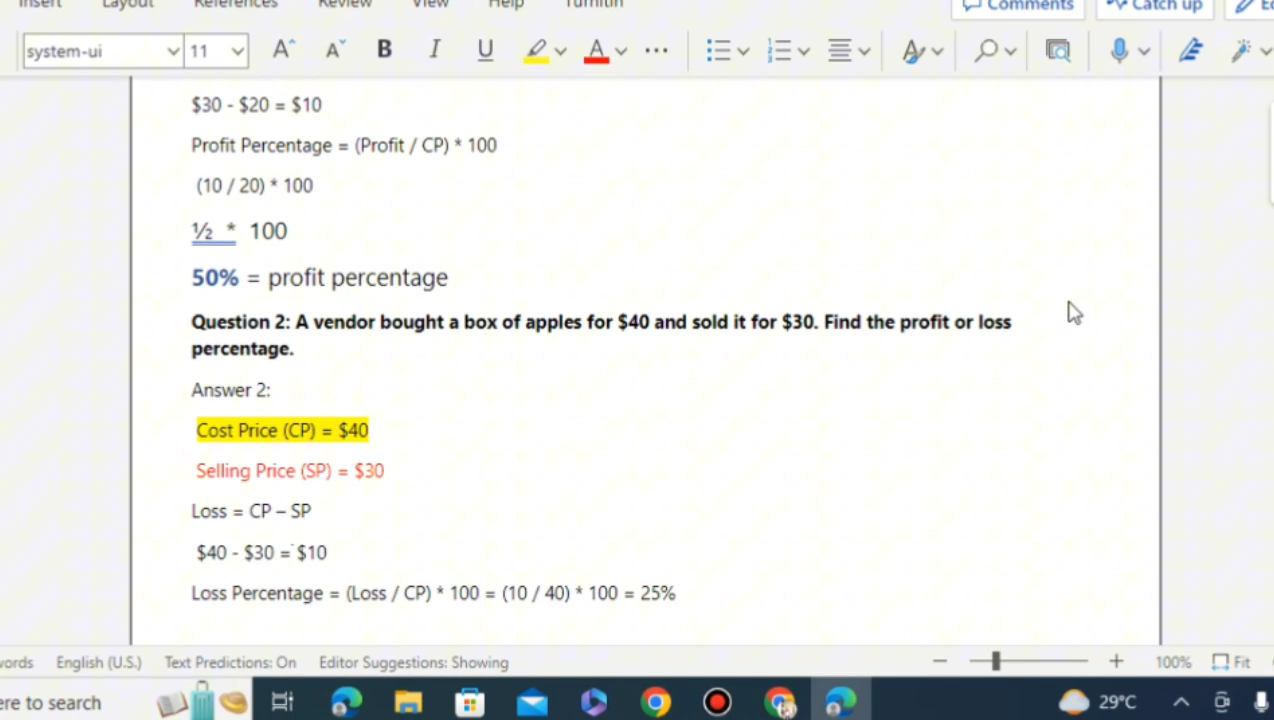 Insert Layout References Review View Help Turnitin
Comments Catch up
system-ui 11 A A B I U A
$30 - $20 = $10
Profit Percentage = (Profit / CP) * 100
(10 / 20) * 100
½ * 100
50% = profit percentage
Question 2: A vendor bought a box of apples for $40 and sold it for $30. Find the profit or loss
percentage.
Answer 2:
Cost Price (CP) = $40
Selling Price (SP) = $30
Loss = CP – SP
$40 - $30 = $10
Loss Percentage = (Loss / CP) * 100 = (10 / 40) * 100 = 25%
words English (U.S.) Text Predictions: On Editor Suggestions: Showing 100% Fit
ere to search 29°C